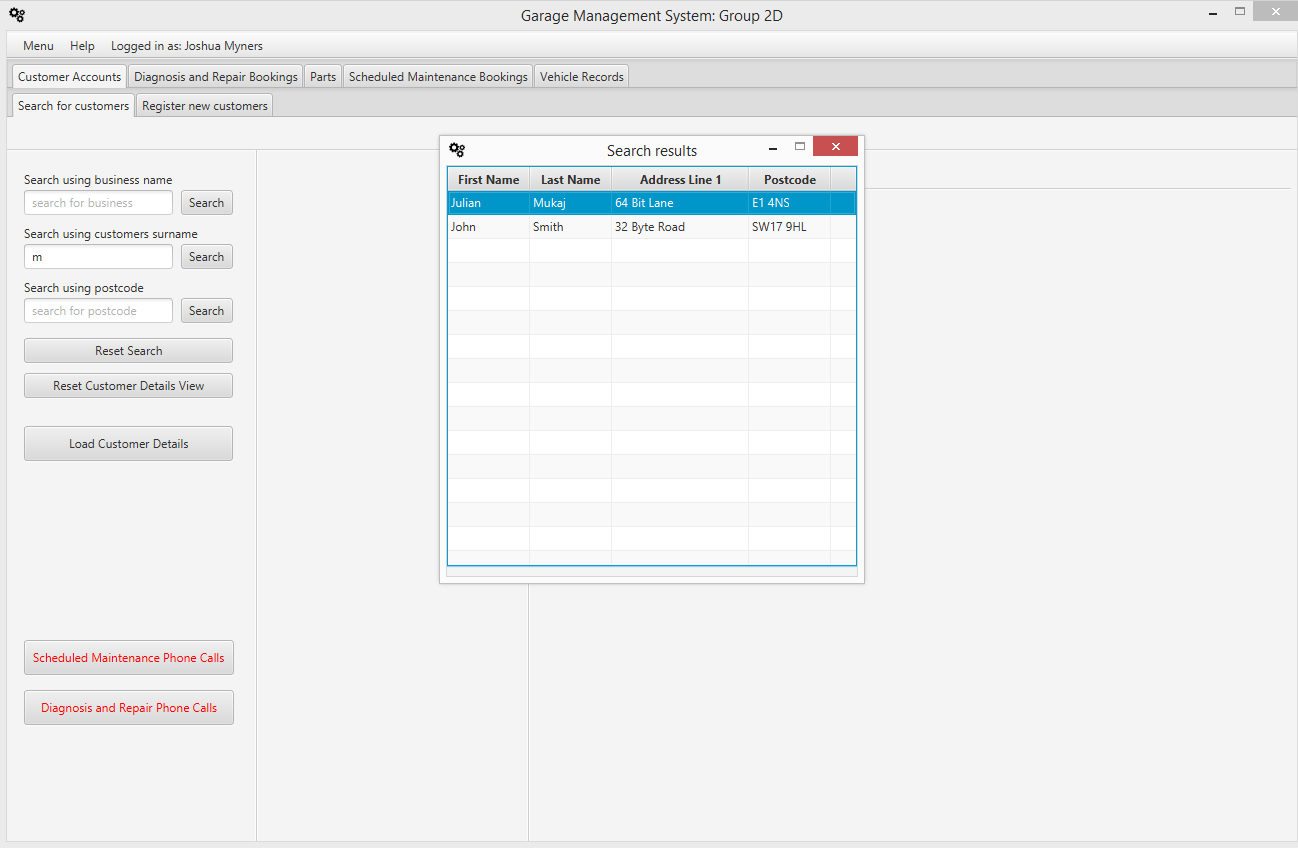 Garage Management System: Group 2D
Menu Help Logged in as: Joshua Myners
Customer Accounts Diagnosis and Repair Bookings Parts Scheduled Maintenance Bookings Vehicle Records
Search for customers Register new customers
Search using business name
search for business Search
Search using customers surname
m Search
Search using postcode
search for postcode Search
Reset Search
Reset Customer Details View
Load Customer Details
Scheduled Maintenance Phone Calls
Diagnosis and Repair Phone Calls
Search results
First Name Last Name Address Line 1 Postcode
Julian Mukaj 64 Bit Lane E1 4NS
John Smith 32 Byte Road SW17 9HL